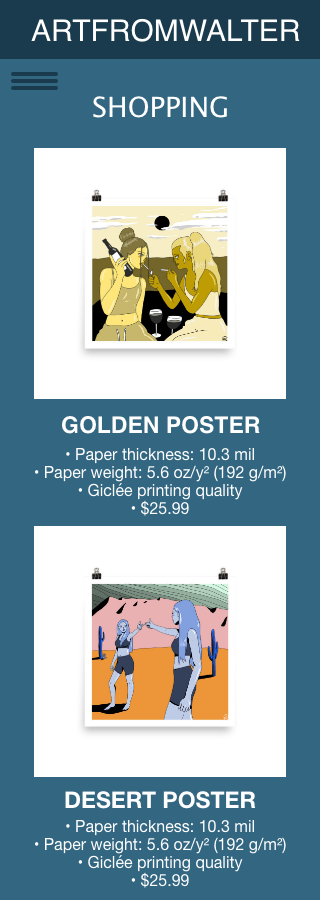 ARTFROMWALTER
SHOPPING
GOLDEN POSTER
• Paper thickness: 10.3 mil
• Paper weight: 5.6 oz/y² (192 g/m²)
• Giclée printing quality
• $25.99
DESERT POSTER
• Paper thickness: 10.3 mil
• Paper weight: 5.6 oz/y² (192 g/m²)
• Giclée printing quality
• $25.99